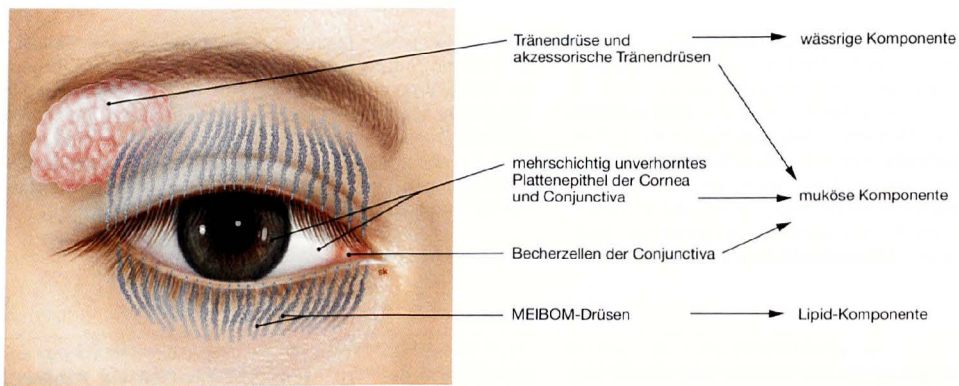 Tränendrüse und
akzessorische Tränendrüsen
wässrige Komponente
mehrschichtig unverhorntes
Plattenepithel der Cornea
und Conjunctiva
muköse Komponente
Becherzellen der Conjunctiva
MEIBOM-Drüsen
Lipid-Komponente